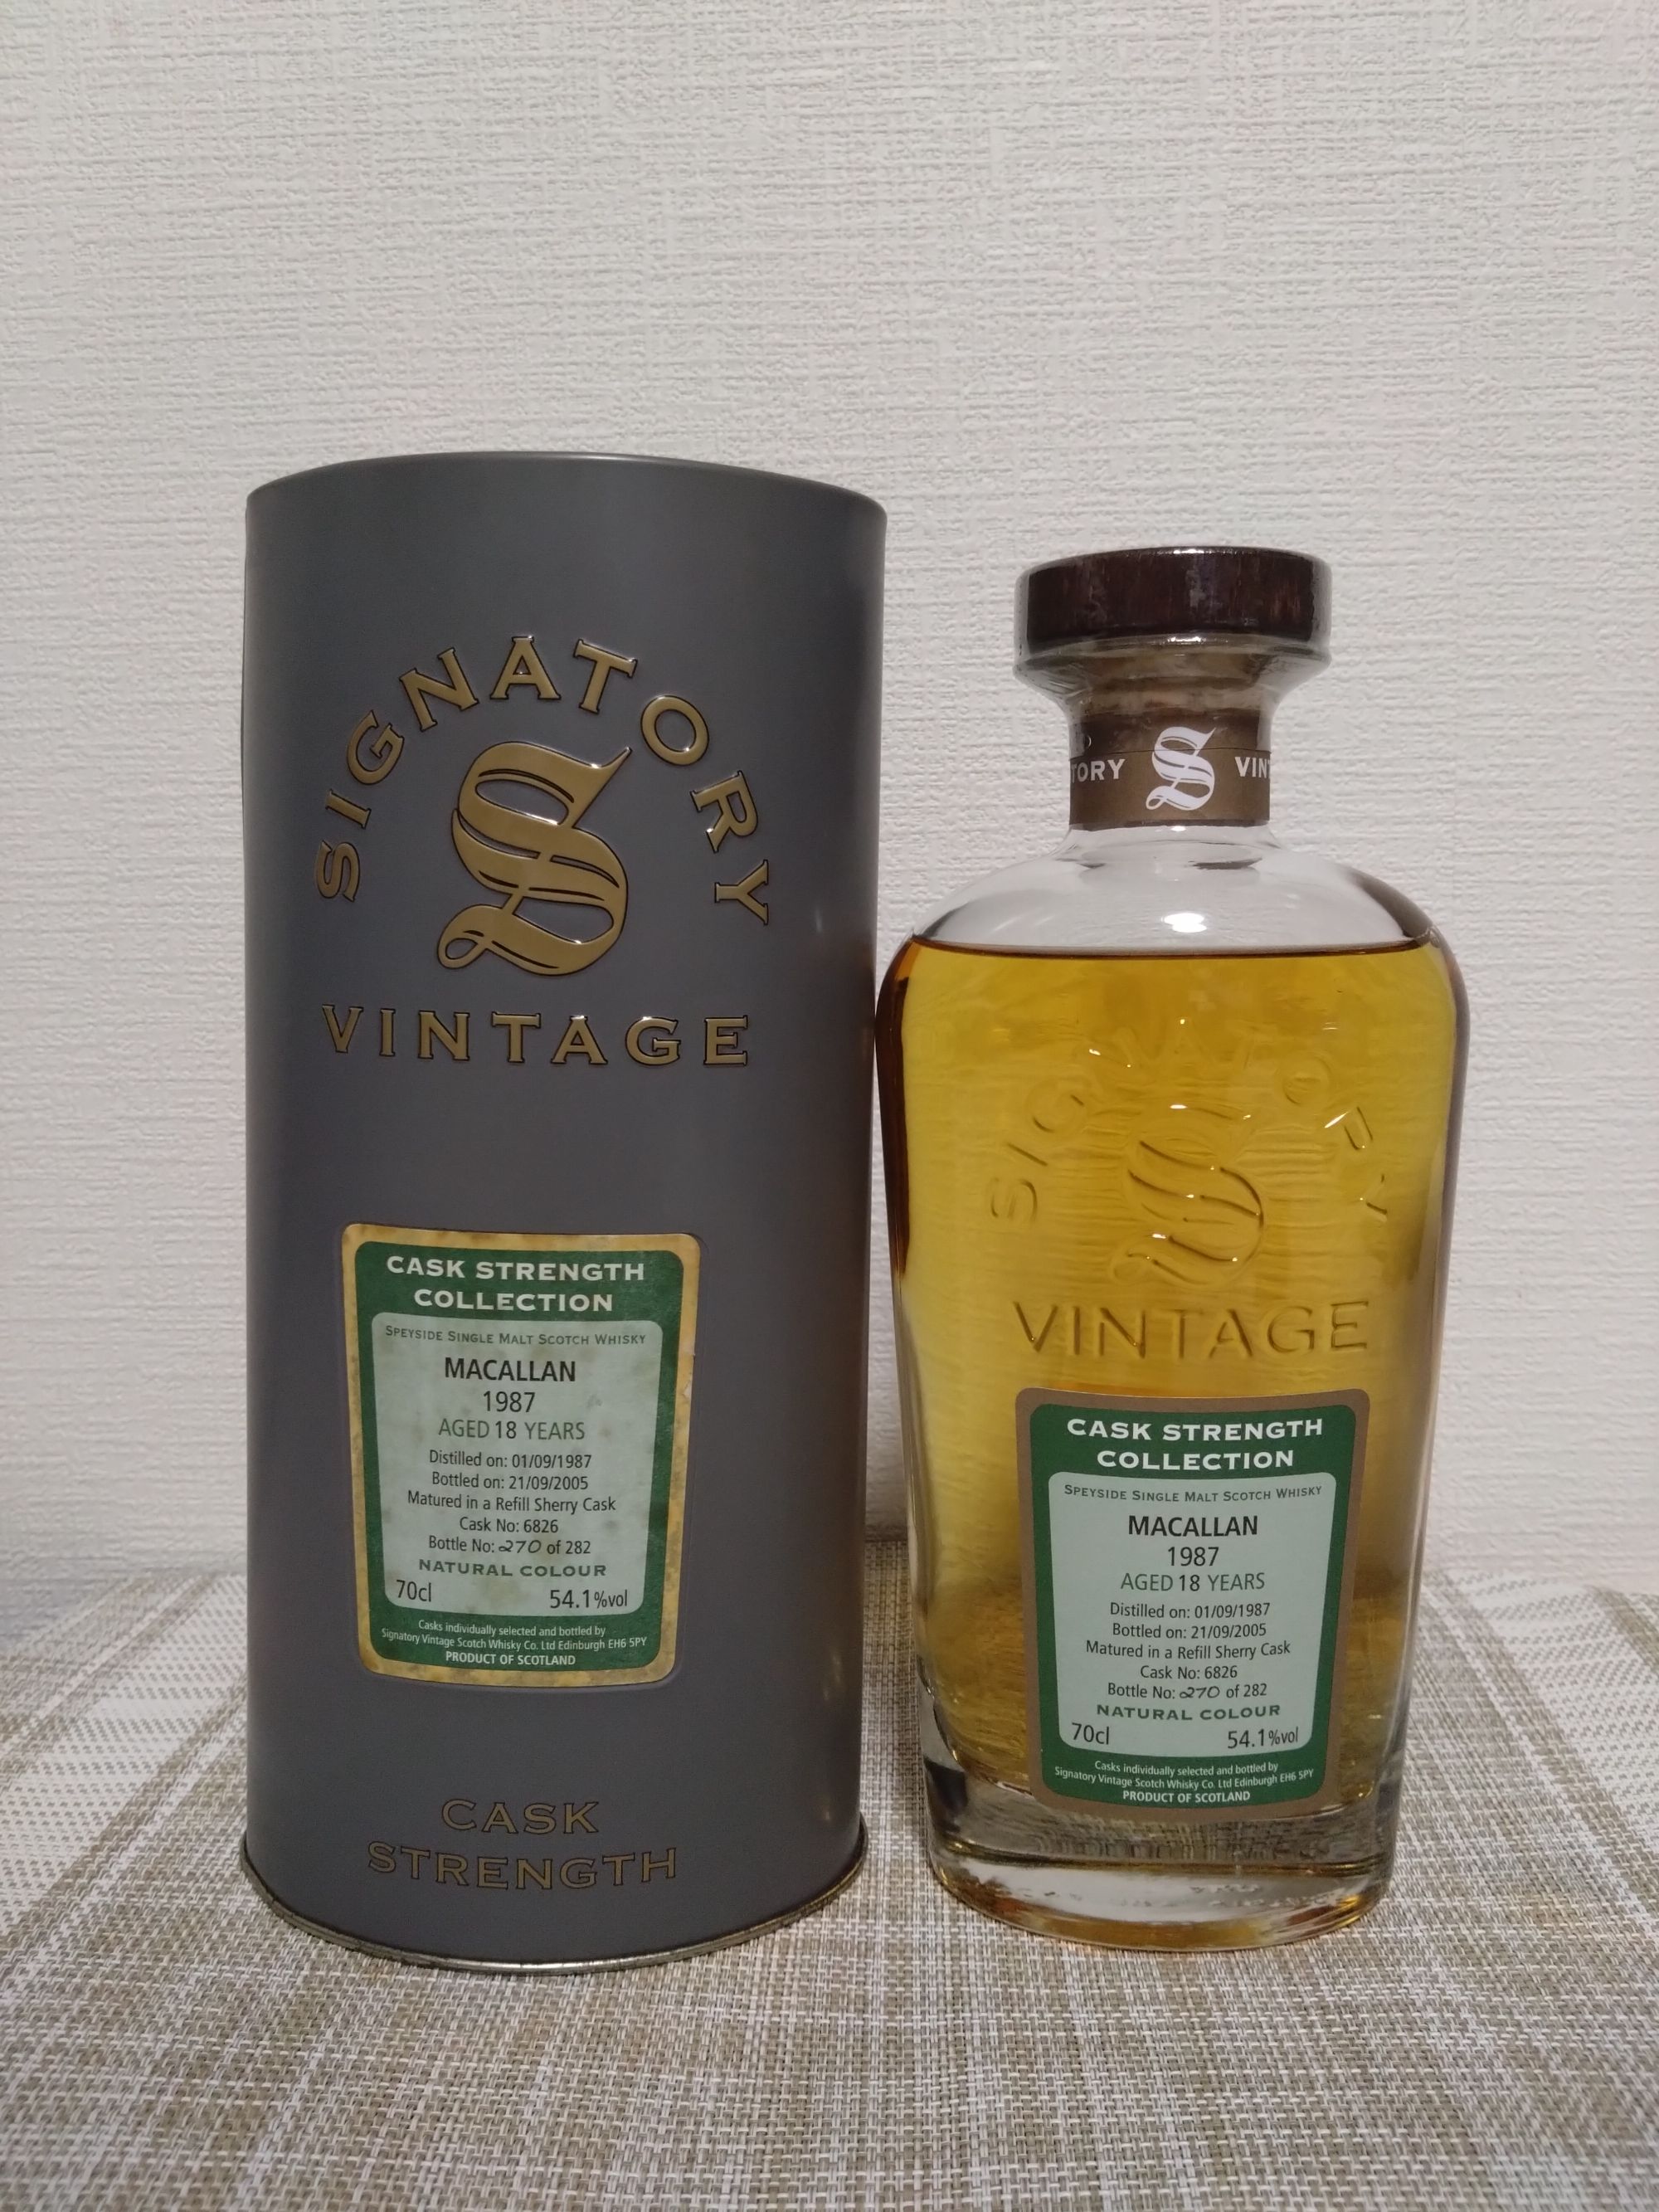 SIGNATORY
S
VINTAGE
CASK STRENGTH
COLLECTION
SPEYSIDE SINGLE MALT SCOTCH WHISKY
MACALLAN
1987
AGED 18 YEARS
Distilled on: 01/09/1987
Bottled on: 21/09/2005
Matured in a Refill Sherry Cask
Cask No: 6826
Bottle No: 270 of 282
NATURAL COLOUR
70cl 54.1%vol
Casks individually selected and bottled by
Signatory Vintage Scotch Whisky Co. Ltd Edinburgh EH6 5PY
PRODUCT OF SCOTLAND
CASK
STRENGTH
TORY S VINT
SIGNATORY
S
VINTAGE
CASK STRENGTH
COLLECTION
SPEYSIDE SINGLE MALT SCOTCH WHISKY
MACALLAN
1987
AGED 18 YEARS
Distilled on: 01/09/1987
Bottled on: 21/09/2005
Matured in a Refill Sherry Cask
Cask No: 6826
Bottle No: 270 of 282
NATURAL COLOUR
70cl 54.1%vol
Casks individually selected and bottled by
Signatory Vintage Scotch Whisky Co. Ltd Edinburgh EH6 5PY
PRODUCT OF SCOTLAND